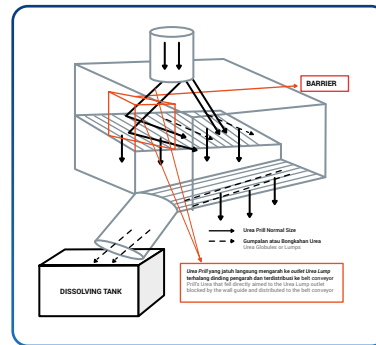 BARRIER
Urea Prill Normal Size
Gumpalan atau Bongkahan Urea
Urea Globules or Lumps
DISSOLVING TANK
Urea Prill yang jatuh langsung mengarah ke outlet Urea Lump
terhalang dinding pengarah dan terdistribusi ke belt conveyor
Prill's Urea that fell directly aimed to the Urea Lump outlet
blocked by the wall guide and distributed to the belt conveyor